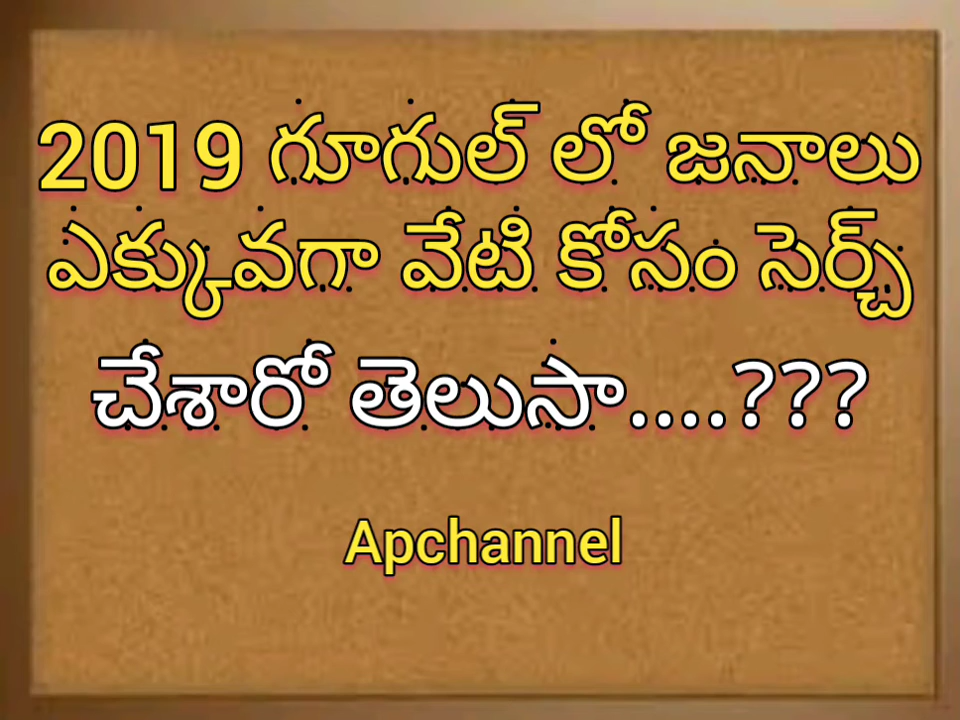 2019 గూగుల్ లో జనాలు
ఎక్కువగా వేటి కోసం సెర్చ్
చేశారో తెలుసా....???
Apchannel